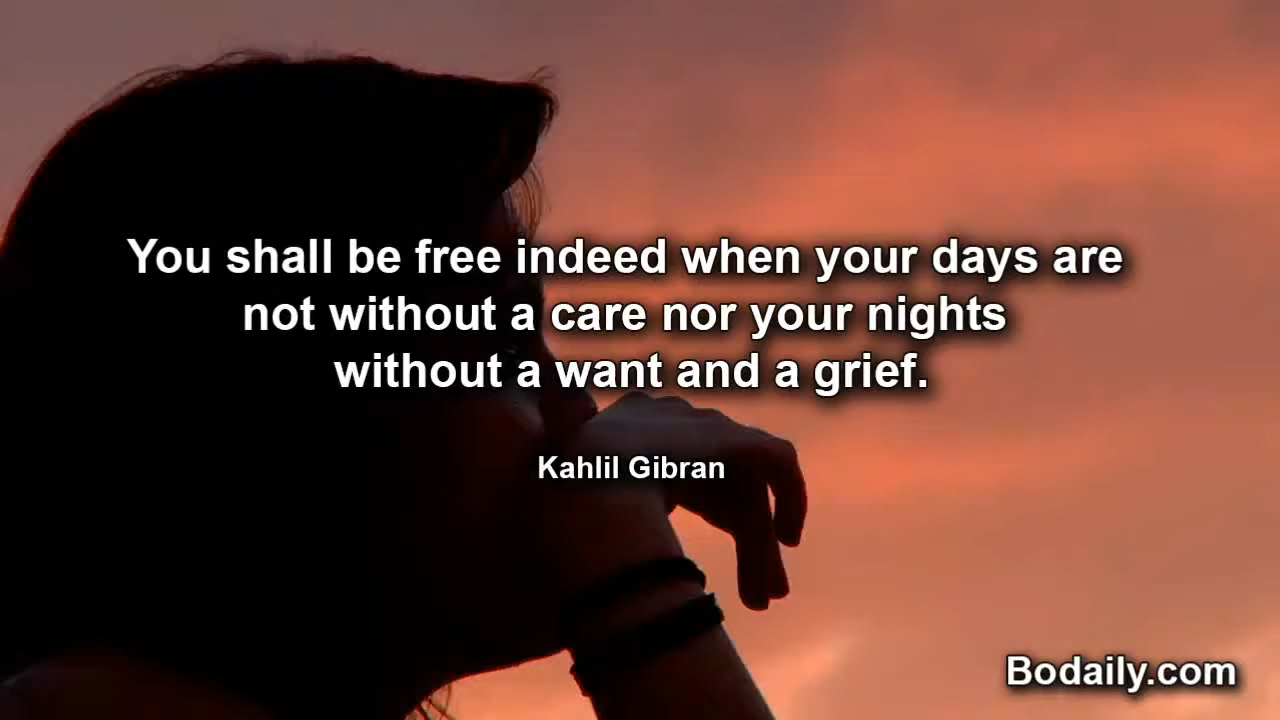 You shall be free indeed when your days are
not without a care nor your nights
without a want and a grief.
Kahlil Gibran
Bodaily.com